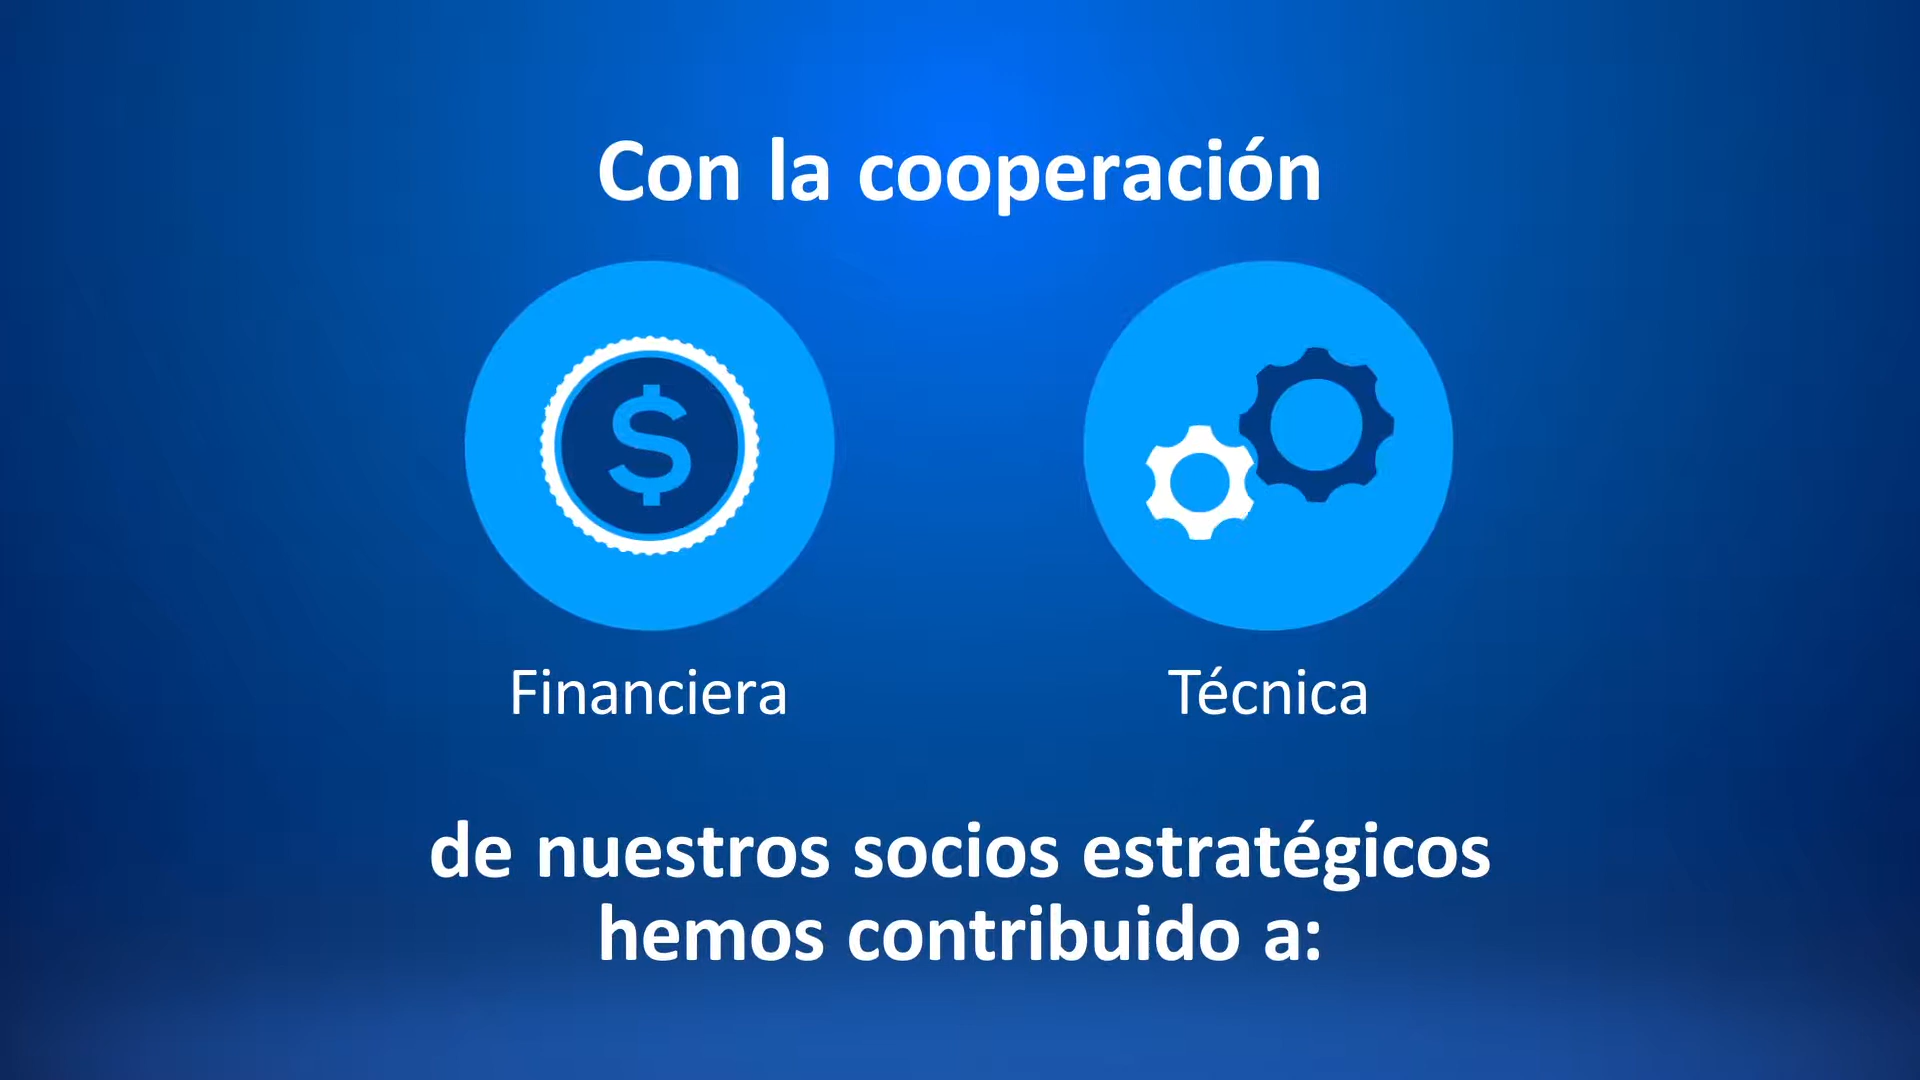 Con la cooperación
$
Financiera
Técnica
de nuestros socios estratégicos
hemos contribuido a: